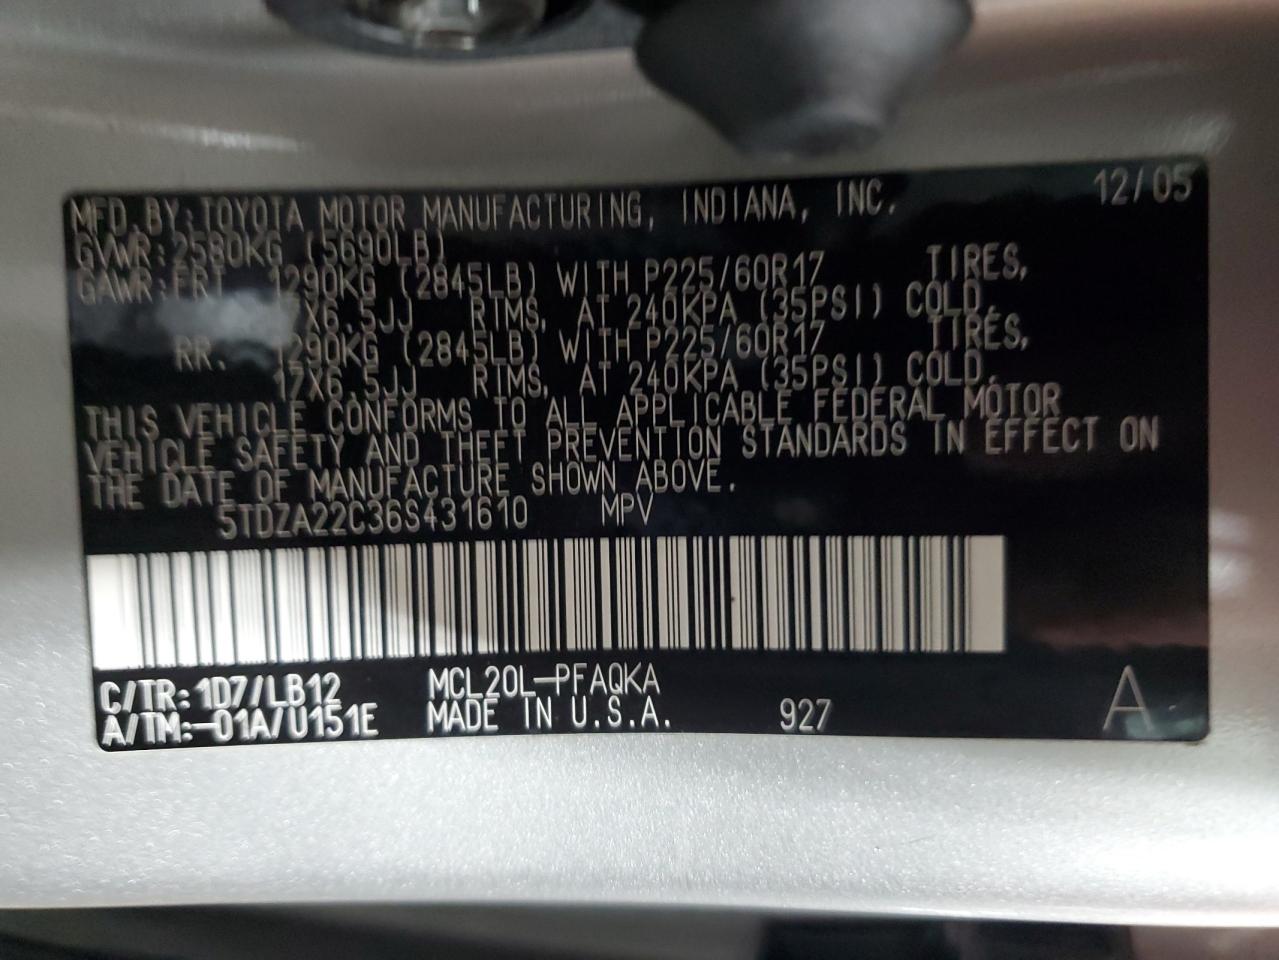 MFD.BY:TOYOTA MOTOR MANUFACTURING, INDIANA, INC. 12/05
GVWR:2580KG (5690LB)
GAWR:FRT. 1290KG (2845LB) WITH P225/60R17 TIRES,
17X6.5JJ RIMS, AT 240KPA (35PSI) COLD.
RR. 1290KG (2845LB) WITH P225/60R17 TIRES,
17X6.5JJ RIMS, AT 240KPA (35PSI) COLD.
THIS VEHICLE CONFORMS TO ALL APPLICABLE FEDERAL MOTOR
VEHICLE SAFETY AND THEFT PREVENTION STANDARDS IN EFFECT ON
THE DATE OF MANUFACTURE SHOWN ABOVE.
5TDZA22C36S431610 MPV
C/TR:1D7/LB12 MCL20L-PFAQKA
A/TM:-01A/U151E MADE IN U.S.A. 927 A